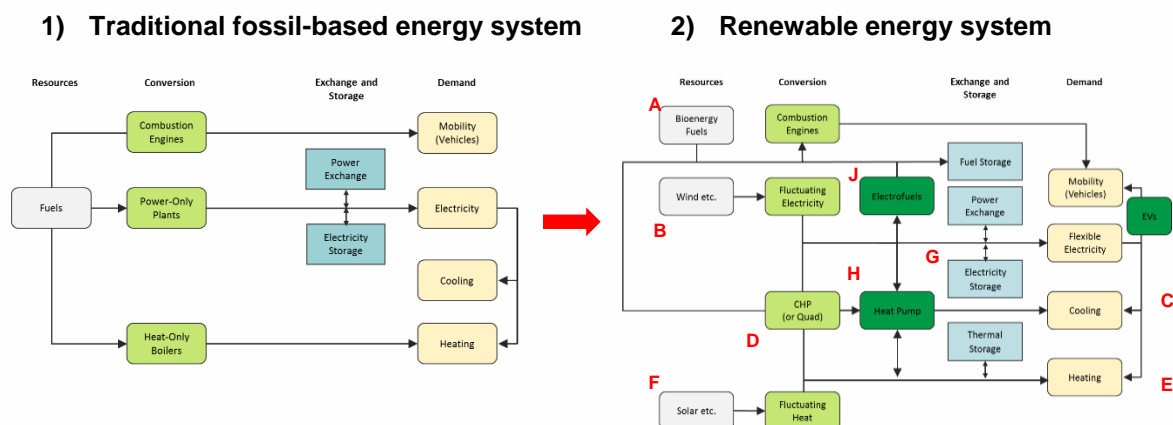 1) Traditional fossil-based energy system
Resources
Conversion
Exchange and
Storage
Demand
Combustion
Engines
Mobility
(Vehicles)
Power
Exchange
Fuels
Power-Only
Plants
Electricity
Electricity
Storage
Cooling
Heat-Only
Boilers
Heating
2) Renewable energy system
Resources
Conversion
Exchange and
Storage
Demand
A
Bioenergy
Fuels
Combustion
Engines
Fuel Storage
J
Mobility
(Vehicles)
Wind etc.
Fluctuating
Electricity
Electrofuels
Power
Exchange
EVs
B
Flexible
Electricity
G
H
Electricity
Storage
C
CHP
(or Quad)
Heat Pump
Cooling
D
Thermal
Storage
F
Heating
E
Solar etc.
Fluctuating
Heat